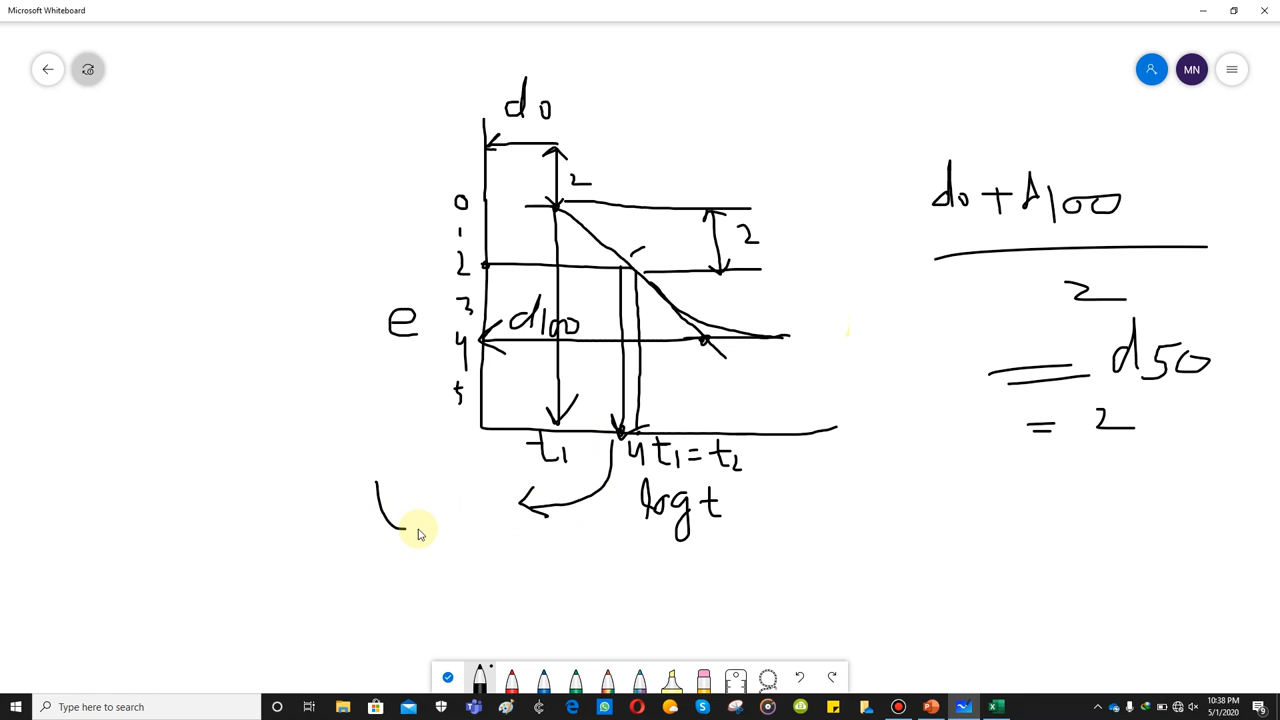 Microsoft Whiteboard
MN
d0
2
0
1
2
3
4
5
e
2
d100
t1
4t1 = t2
log t
d0 + d100
2
= d50
= 2
Type here to search
10:38 PM
5/1/2020